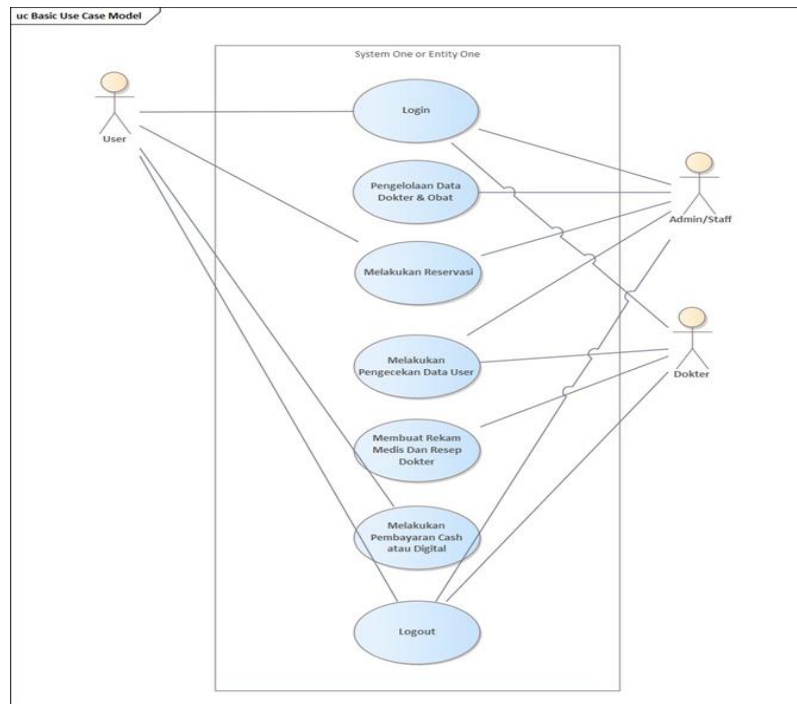 uc Basic Use Case Model
System One or Entity One
User
Login
Pengelolaan Data
Dokter & Obat
Admin/Staff
Melakukan Reservasi
Melakukan
Pengecekan Data User
Dokter
Membuat Rekam
Medis Dan Resep
Dokter
Melakukan
Pembayaran Cash
atau Digital
Logout